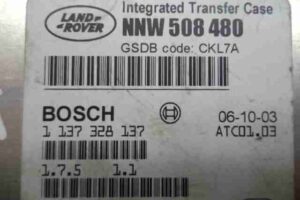 LAND
ROVER
Integrated Transfer Case
NNW 508 480
GSDB code: CKL7A
BOSCH
06-10-03
1 137 328 137
ATC01.03
1.7.5 1.1